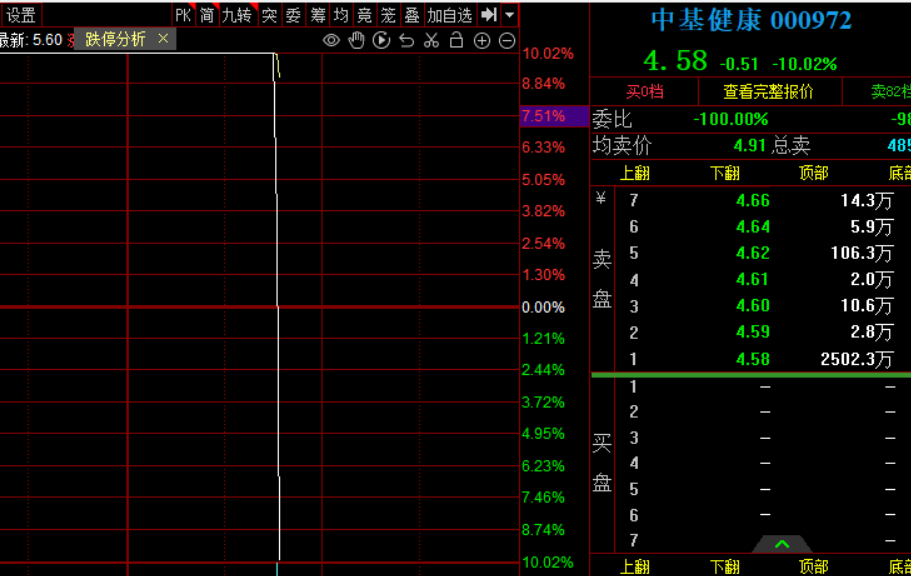 设置 PK 简 九转 突 委 筹 均 竞 笼 叠 加自选
最新: 5.60 跌停分析 ×
10.02%
8.84%
7.51%
6.33%
5.05%
3.82%
2.54%
1.30%
0.00%
1.21%
2.44%
3.72%
4.95%
6.23%
7.46%
8.74%
10.02%
中基健康 000972
4.58 -0.51 -10.02%
买0档 查看完整报价 卖82档
委比 -100.00% -98
均卖价 4.91 总卖 485
上翻 下翻 顶部 底部
¥ 7 4.66 14.3万
6 4.64 5.9万
卖 5 4.62 106.3万
4 4.61 2.0万
盘 3 4.60 10.6万
2 4.59 2.8万
1 4.58 2502.3万
1 – –
2 – –
买 3 – –
4 – –
盘 5 – –
6 – –
7 –
上翻 下翻 顶部 底部